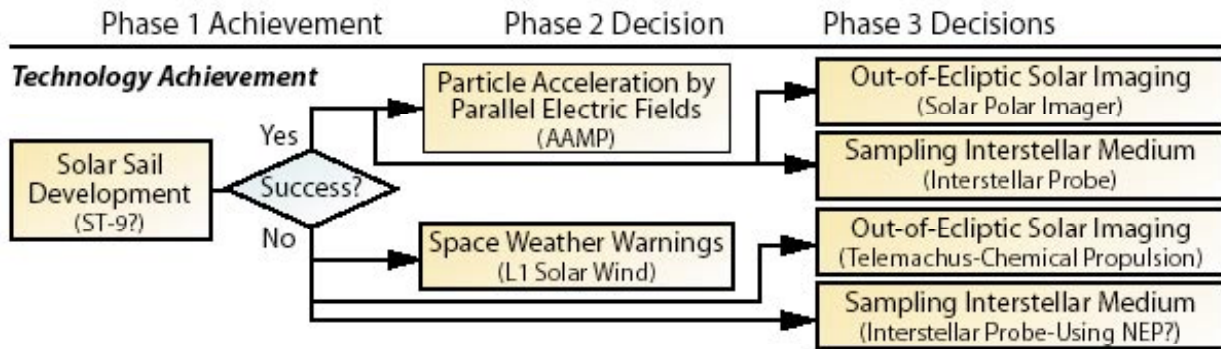 Phase 1 Achievement
Phase 2 Decision
Phase 3 Decisions
Technology Achievement
Solar Sail
Development
(ST-9?)
Success?
Yes
No
Particle Acceleration by
Parallel Electric Fields
(AAMP)
Space Weather Warnings
(L1 Solar Wind)
Out-of-Ecliptic Solar Imaging
(Solar Polar Imager)
Sampling Interstellar Medium
(Interstellar Probe)
Out-of-Ecliptic Solar Imaging
(Telemachus-Chemical Propulsion)
Sampling Interstellar Medium
(Interstellar Probe-Using NEP?)